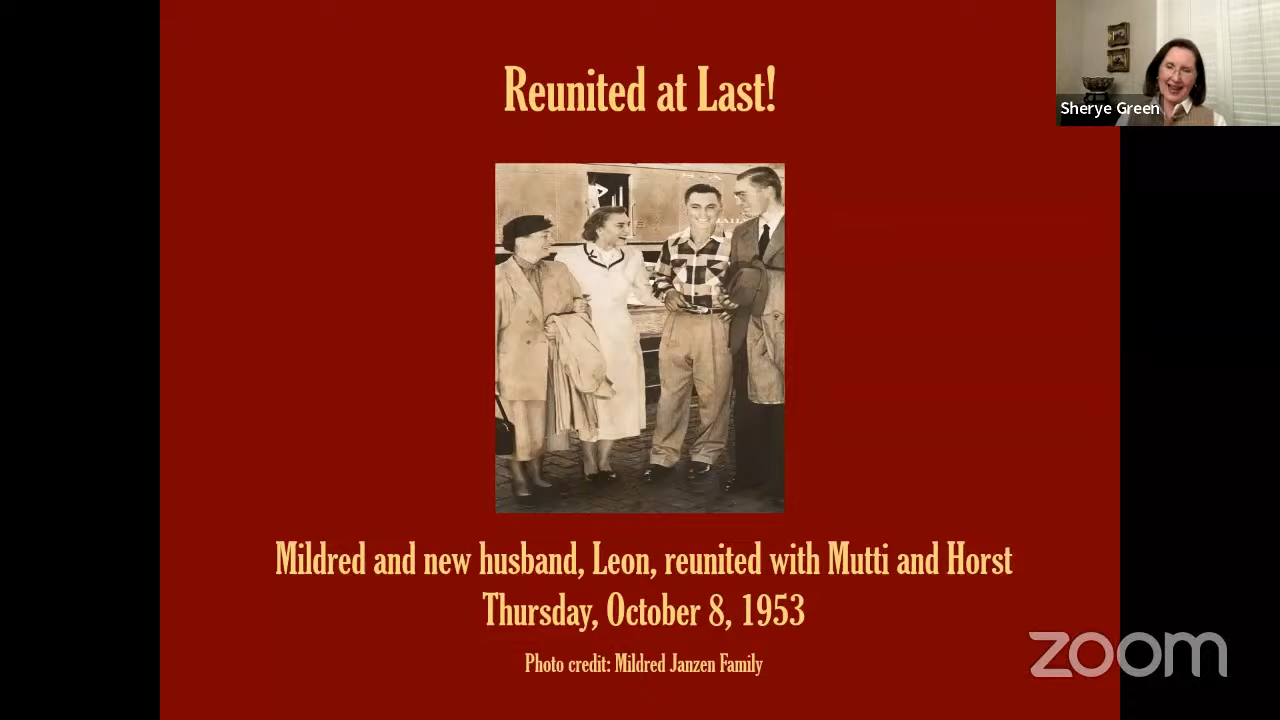 Reunited at Last!
Sherye Green
Mildred and new husband, Leon, reunited with Mutti and Horst
Thursday, October 8, 1953
Photo credit: Mildred Janzen Family
zoom